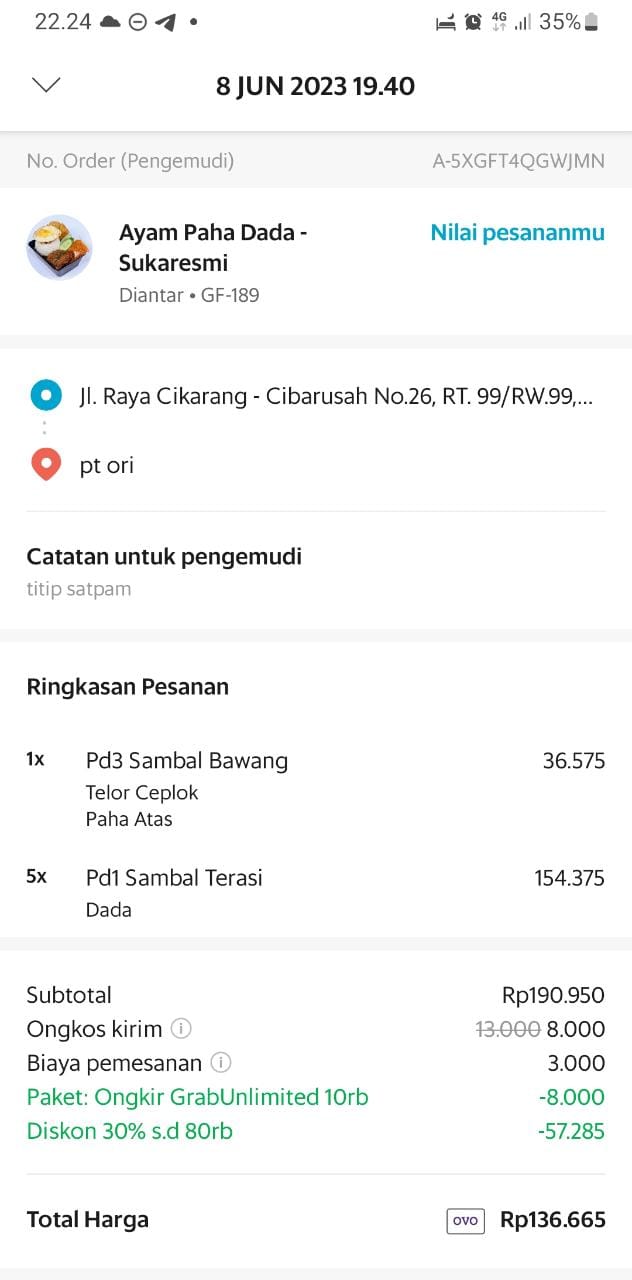 22.24 4G 35%
8 JUN 2023 19.40
No. Order (Pengemudi) A-5XGFT4QGWJMN
Ayam Paha Dada - Nilai pesananmu
Sukaresmi
Diantar • GF-189
Jl. Raya Cikarang - Cibarusah No.26, RT. 99/RW.99,...
pt ori
Catatan untuk pengemudi
titip satpam
Ringkasan Pesanan
1x Pd3 Sambal Bawang 36.575
Telor Ceplok
Paha Atas
5x Pd1 Sambal Terasi 154.375
Dada
Subtotal Rp190.950
Ongkos kirim 13.000 8.000
Biaya pemesanan 3.000
Paket: Ongkir GrabUnlimited 10rb -8.000
Diskon 30% s.d 80rb -57.285
Total Harga OVO Rp136.665